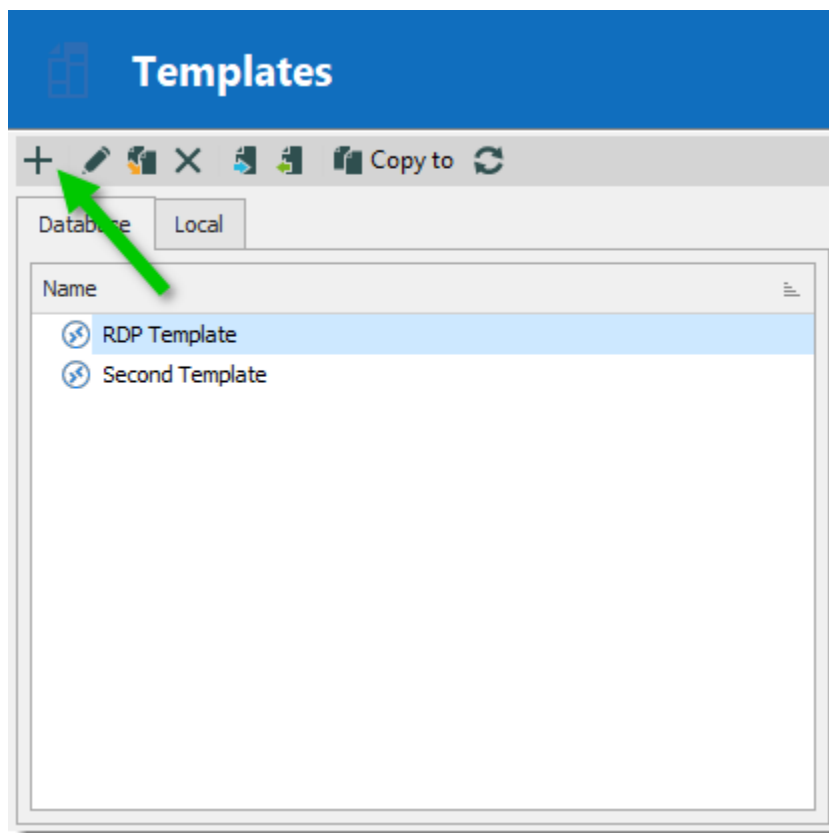 Templates
Copy to
Database Local
Name
RDP Template
Second Template